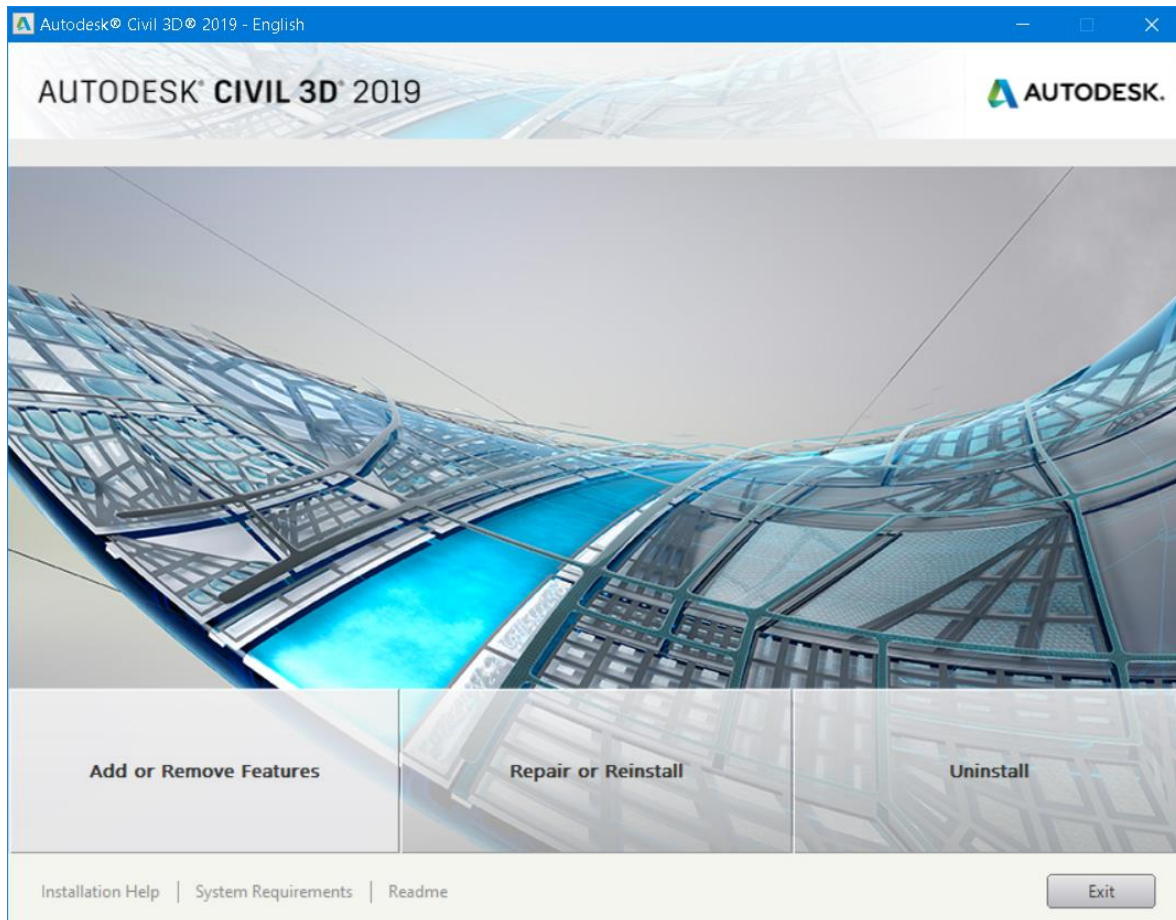 Autodesk® Civil 3D® 2019 - English
AUTODESK® CIVIL 3D® 2019
AUTODESK.
Add or Remove Features
Repair or Reinstall
Uninstall
Installation Help | System Requirements | Readme
Exit